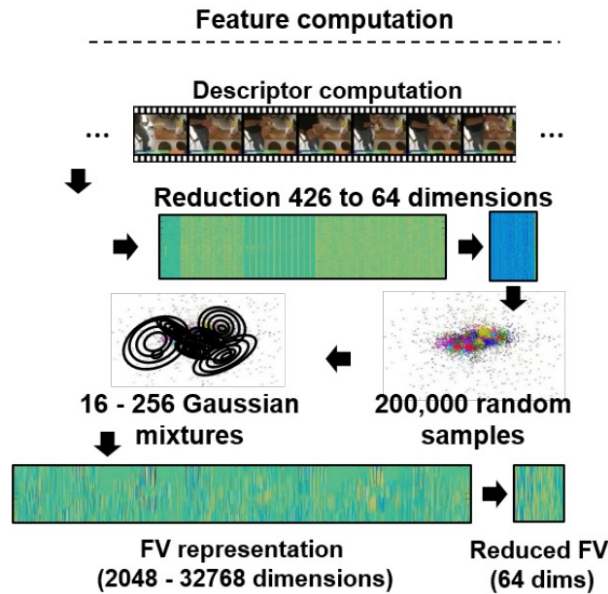 Feature computation
Descriptor computation
... ...
Reduction 426 to 64 dimensions
16 - 256 Gaussian
mixtures
200,000 random
samples
FV representation
(2048 - 32768 dimensions)
Reduced FV
(64 dims)